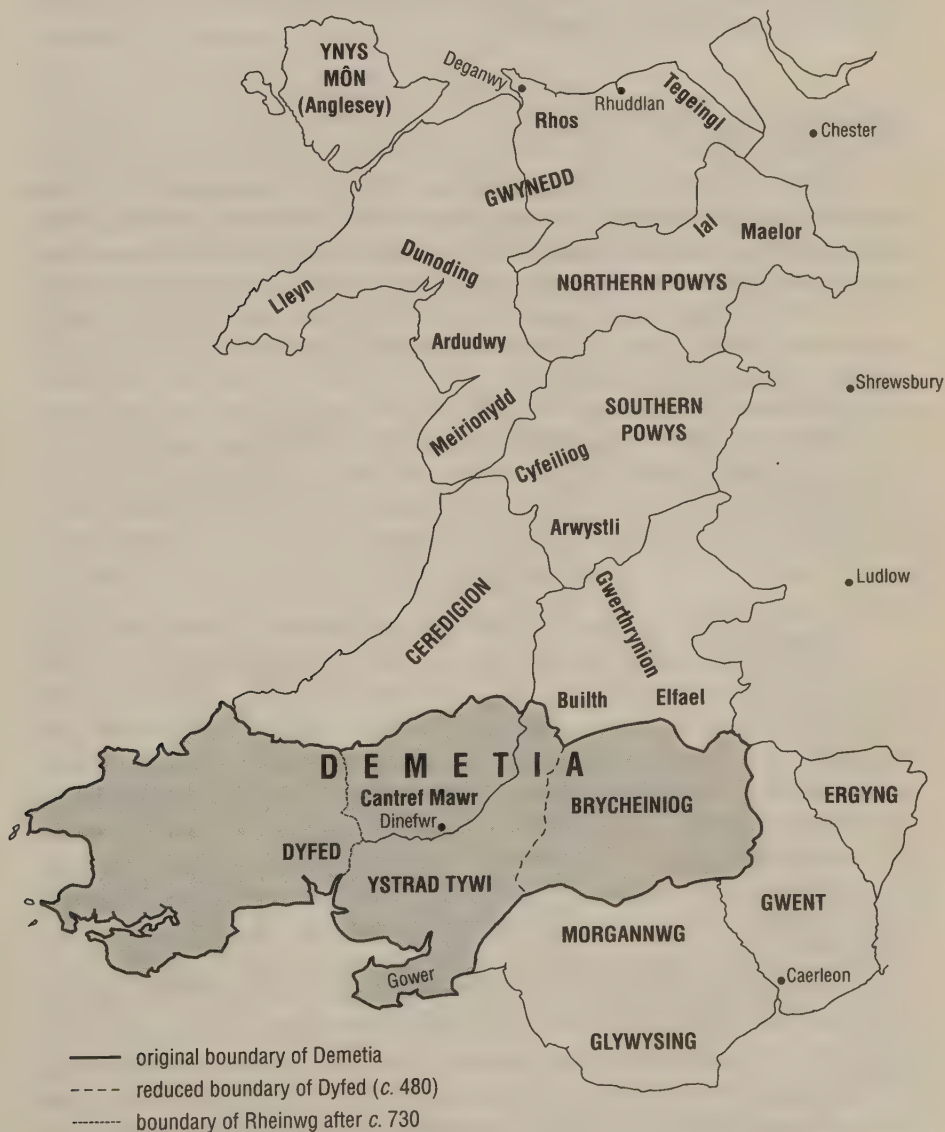 YNYS
MÔN
(Anglesey)
Deganwy
Rhos
Rhuddlan
Tegeingl
Chester
GWYNEDD
Ial
Maelor
Dunoding
Lleyn
NORTHERN POWYS
Ardudwy
Shrewsbury
Meirionydd
SOUTHERN
POWYS
Cyfeiliog
Arwystli
Ludlow
Gwerthrynion
CEREDIGION
Builth
Elfael
DEMETIA
Cantref Mawr
Dinefwr
BRYCHEINIOG
ERGYNG
DYFED
YSTRAD TYWI
GWENT
MORGANNWG
Gower
Caerleon
GLYWYSING
original boundary of Demetia
reduced boundary of Dyfed (c. 480)
boundary of Rheinwg after c. 730